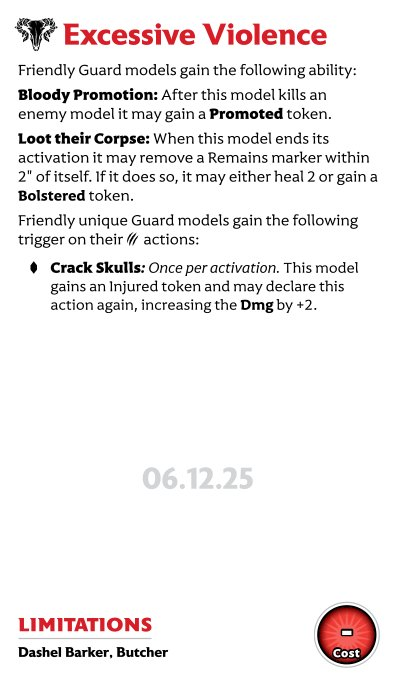 Excessive Violence
Friendly Guard models gain the following ability:
Bloody Promotion: After this model kills an
enemy model it may gain a Promoted token.
Loot their Corpse: When this model ends its
activation it may remove a Remains marker within
2" of itself. If it does so, it may either heal 2 or gain a
Bolstered token.
Friendly unique Guard models gain the following
trigger on their actions:
Crack Skulls: Once per activation. This model
gains an Injured token and may declare this
action again, increasing the Dmg by +2.
06.12.25
LIMITATIONS
Dashel Barker, Butcher
-
Cost